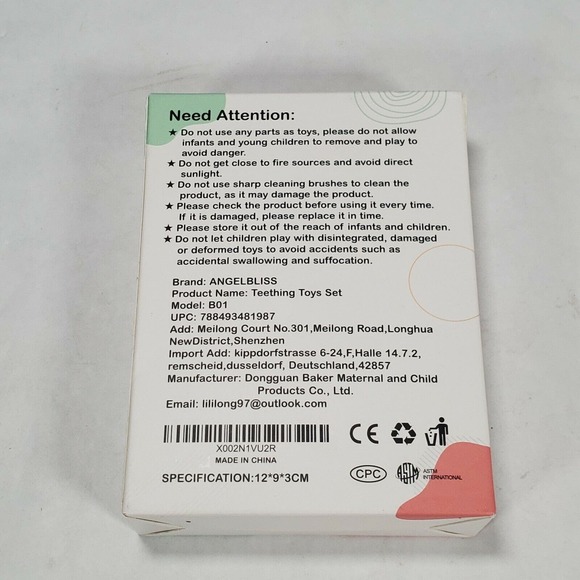 Need Attention:
★ Do not use any parts as toys, please do not allow
infants and young children to remove and play to
avoid danger.
★ Do not get close to fire sources and avoid direct
sunlight.
★ Do not use sharp cleaning brushes to clean the
product, as it may damage the product.
★ Please check the product before using it every time.
If it is damaged, please replace it in time.
★ Please store it out of the reach of infants and children.
★ Do not let children play with disintegrated, damaged
or deformed toys to avoid accidents such as
accidental swallowing and suffocation.
Brand: ANGELBLISS
Product Name: Teething Toys Set
Model: B01
UPC: 788493481987
Add: Meilong Court No.301,Meilong Road,Longhua
NewDistrict,Shenzhen
Import Add: kippdorfstrasse 6-24,F,Halle 14.7.2,
remscheid,dusseldorf, Deutschland,42857
Manufacturer: Dongguan Baker Maternal and Child
Products Co., Ltd.
Email: lililong97@outlook.com
X002N1VU2R
MADE IN CHINA
CE
SPECIFICATION:12*9*3CM
CPC
ASTM
ASTM
INTERNATIONAL